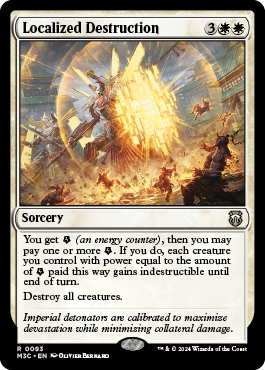 Localized Destruction 3
Sorcery
You get (an energy counter), then you may
pay one or more . If you do, each creature
you control with power equal to the amount
of paid this way gains indestructible until
end of turn.
Destroy all creatures.
Imperial detonators are calibrated to maximize
devastation while minimizing collateral damage.
R 0093
M3C • EN Olivier Bernard
™ & © 2024 Wizards of the Coast